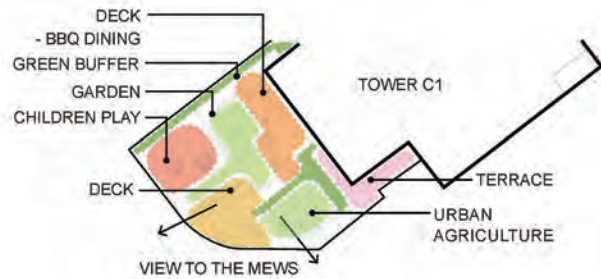 DECK
- BBQ DINING
GREEN BUFFER
GARDEN
CHILDREN PLAY
DECK
VIEW TO THE MEWS
TOWER C1
TERRACE
URBAN
AGRICULTURE